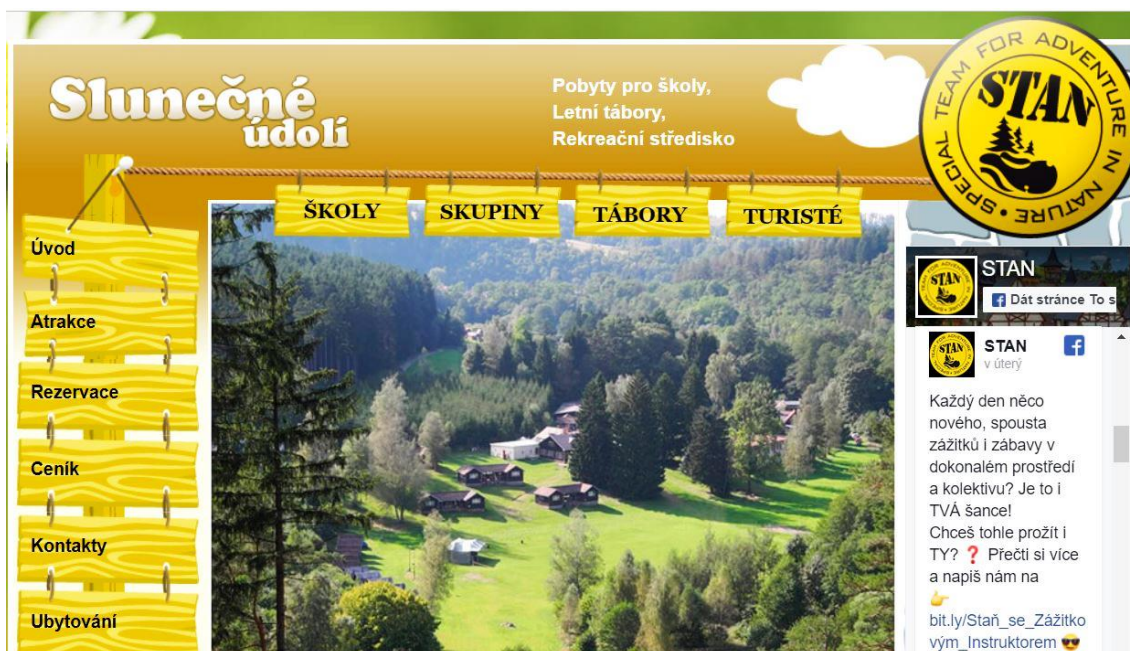 Slunečné
údolí
Pobyty pro školy,
Letní tábory,
Rekreační středisko
SPECIAL TEAM FOR ADVENTURE IN NATURE
STAN
ŠKOLY
SKUPINY
TÁBORY
TURISTÉ
Úvod
Atrakce
Rezervace
Ceník
Kontakty
Ubytování
STAN
STAN
Dát stránce To s
STAN
STAN
v úterý
Každý den něco
nového, spousta
zážitků i zábavy v
dokonalém prostředí
a kolektivu? Je to i
TVÁ šance!
Chceš tohle prožít i
TY? ❓ Přečti si více
a napiš nám na
👉
bit.ly/Staň_se_Zážitko
vým_Instruktorem 😎